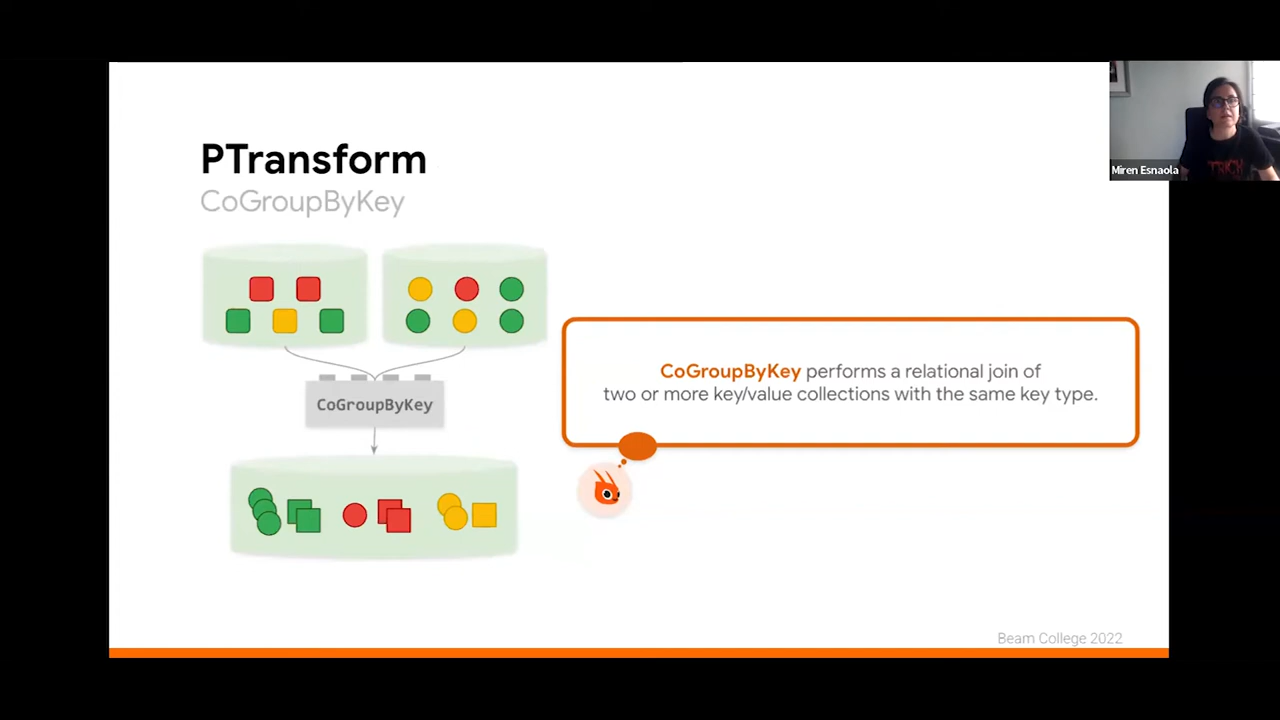 PTransform
CoGroupByKey
CoGroupByKey
CoGroupByKey performs a relational join of
two or more key/value collections with the same key type.
Beam College 2022
Miren Esnaola